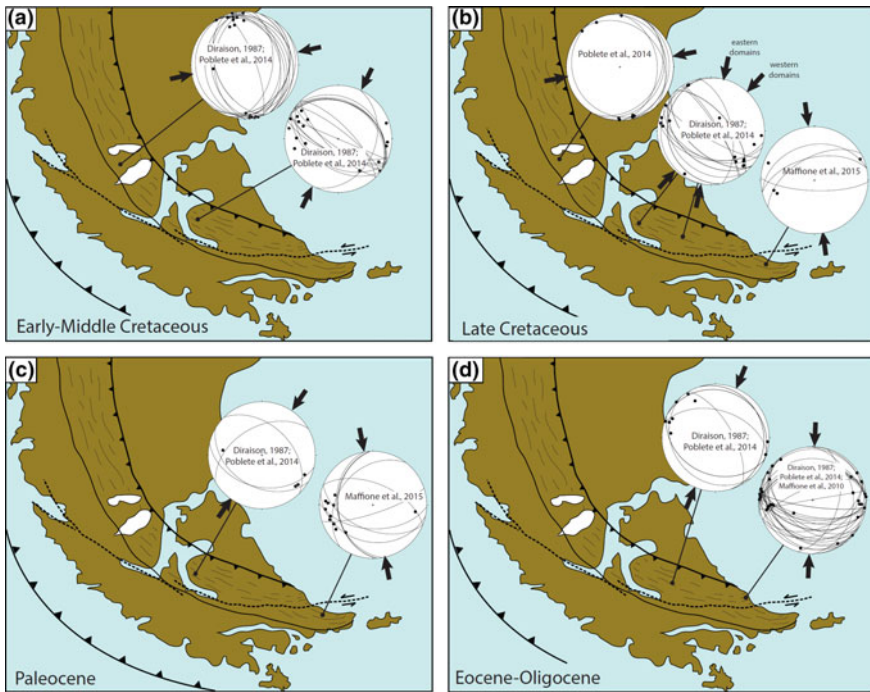 (a)
Diraison, 1987;
Poblete et al., 2014
Diraison, 1987;
Poblete et al., 2014
Early-Middle Cretaceous
(b)
Poblete et al., 2014
eastern
domains
western
domains
Diraison, 1987;
Poblete et al., 2014
Maffione et al., 2015
Late Cretaceous
(c)
Diraison, 1987;
Poblete et al., 2014
Maffione et al., 2015
Paleocene
(d)
Diraison, 1987;
Poblete et al., 2014
Diraison, 1987;
Poblete et al., 2014;
Maffione et al., 2010
Eocene-Oligocene